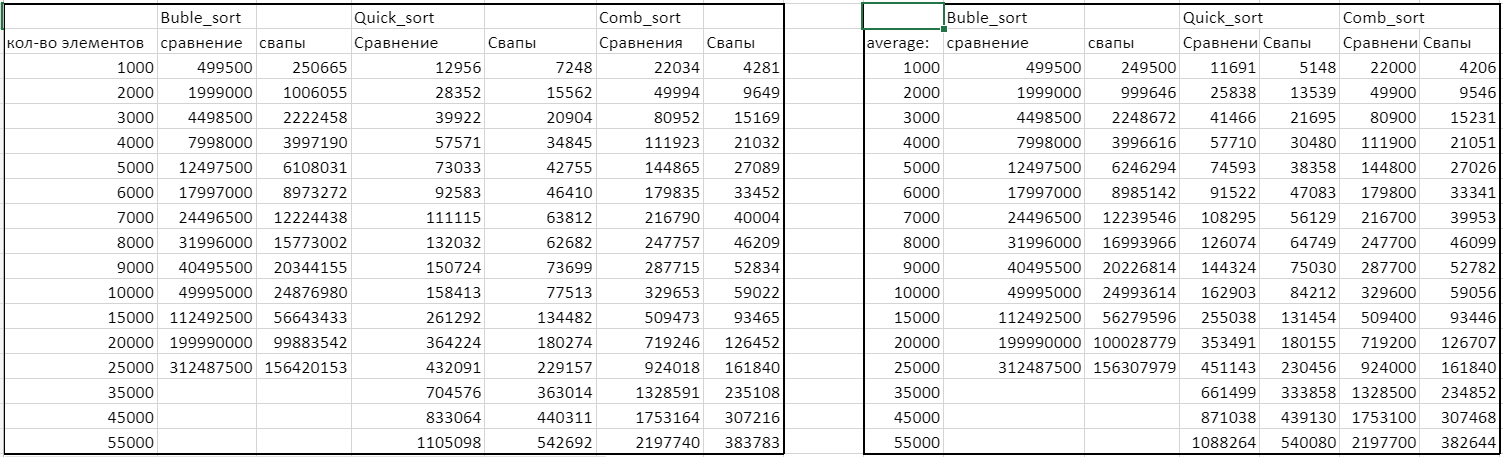 Buble_sort Quick_sort Comb_sort
кол-во элементов сравнение свапы Сравнение Свапы Сравнения Свапы
1000 499500 250665 12956 7248 22034 4281
2000 1999000 1006055 28352 15562 49994 9649
3000 4498500 2222458 39922 20904 80952 15169
4000 7998000 3997190 57571 34845 111923 21032
5000 12497500 6108031 73033 42755 144865 27089
6000 17997000 8973272 92583 46410 179835 33452
7000 24496500 12224438 111115 63812 216790 40004
8000 31996000 15773002 132032 62682 247757 46209
9000 40495500 20344155 150724 73699 287715 52834
10000 49995000 24876980 158413 77513 329653 59022
15000 112492500 56643433 261292 134482 509473 93465
20000 199990000 99883542 364224 180274 719246 126452
25000 312487500 156420153 432091 229157 924018 161840
35000 704576 363014 1328591 235108
45000 833064 440311 1753164 307216
55000 1105098 542692 2197740 383783
Buble_sort Quick_sort Comb_sort
average: сравнение свапы Сравнени Свапы Сравнени Свапы
1000 499500 249500 11691 5148 22000 4206
2000 1999000 999646 25838 13539 49900 9546
3000 4498500 2248672 41466 21695 80900 15231
4000 7998000 3996616 57710 30480 111900 21051
5000 12497500 6246294 74593 38358 144800 27026
6000 17997000 8985142 91522 47083 179800 33341
7000 24496500 12239546 108295 56129 216700 39953
8000 31996000 16993966 126074 64749 247700 46099
9000 40495500 20226814 144324 75030 287700 52782
10000 49995000 24993614 162903 84212 329600 59056
15000 112492500 56279596 255038 131454 509400 93446
20000 199990000 100028779 353491 180155 719200 126707
25000 312487500 156307979 451143 230456 924000 161840
35000 661499 333858 1328500 234852
45000 871038 439130 1753100 307468
55000 1088264 540080 2197700 382644